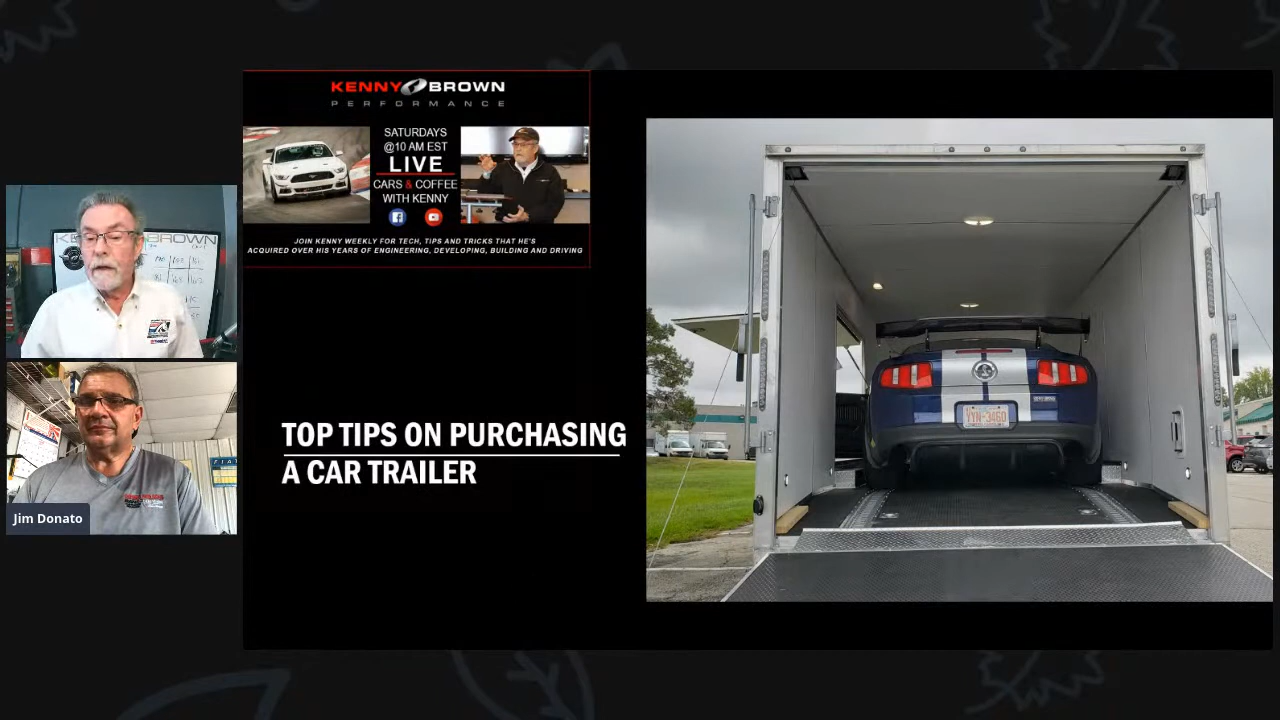 KENNY BROWN
PERFORMANCE
SATURDAYS
@10 AM EST
LIVE
CARS & COFFEE
WITH KENNY
JOIN KENNY WEEKLY FOR TECH, TIPS AND TRICKS THAT HE'S
ACQUIRED OVER HIS YEARS OF ENGINEERING, DEVELOPING, BUILDING AND DRIVING
TOP TIPS ON PURCHASING
A CAR TRAILER
YYN·3460
Jim Donato